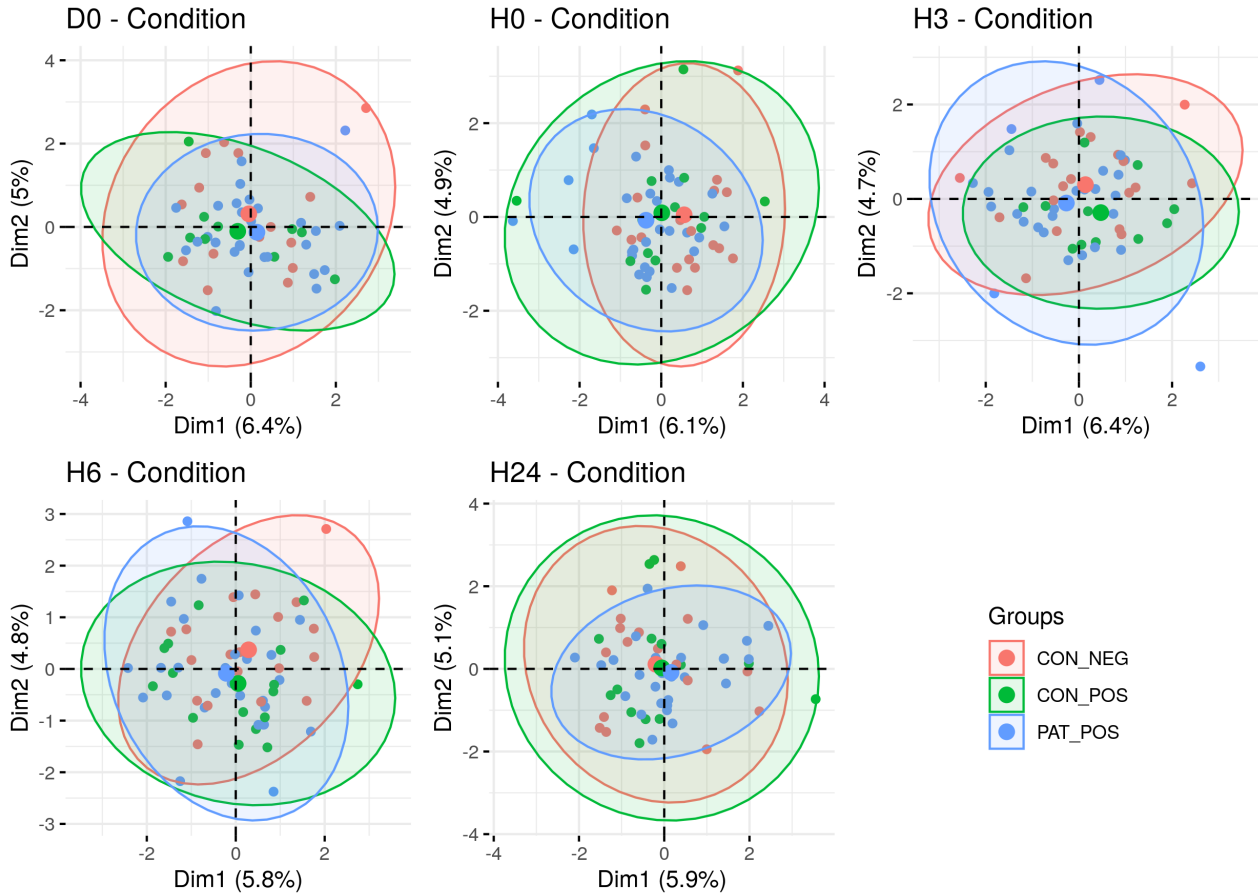 D0 - Condition
H0 - Condition
H3 - Condition
4
2
0
-2
Dim2 (5%)
-4
-2
0
2
Dim1 (6.4%)
2
0
-2
Dim2 (4.9%)
-4
-2
0
2
4
Dim1 (6.1%)
2
0
-2
Dim2 (4.7%)
-2
0
2
Dim1 (6.4%)
H6 - Condition
H24 - Condition
3
2
1
0
-1
-2
-3
Dim2 (4.8%)
-2
0
2
Dim1 (5.8%)
4
2
0
-2
-4
Dim2 (5.1%)
-4
-2
0
2
Dim1 (5.9%)
Groups
CON_NEG
CON_POS
PAT_POS